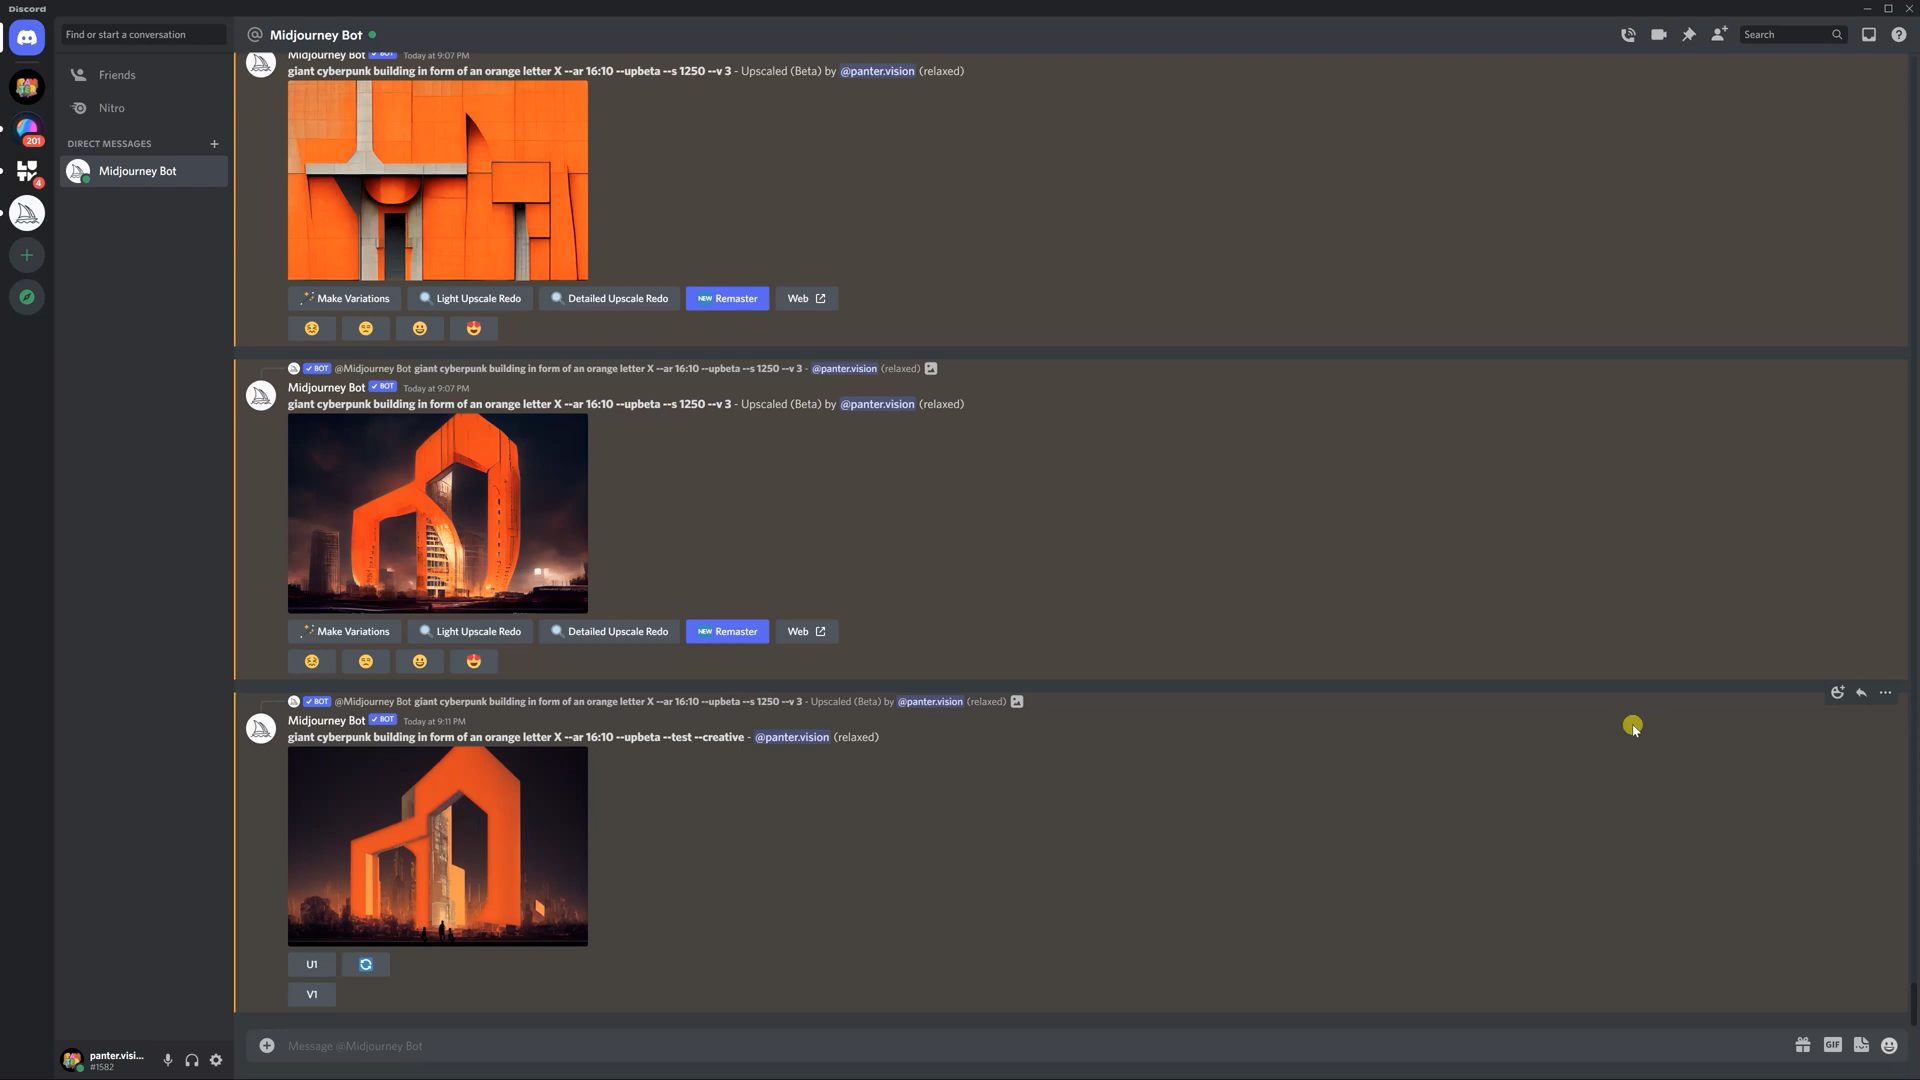 Discord
Find or start a conversation
Midjourney Bot
Search
Friends
Nitro
DIRECT MESSAGES
Midjourney Bot
201
4
Midjourney Bot BOT Today at 9:07 PM
giant cyberpunk building in form of an orange letter X --ar 16:10 --upbeta --s 1250 --v 3 - Upscaled (Beta) by @panter.vision (relaxed)
Make Variations Light Upscale Redo Detailed Upscale Redo NEW Remaster Web
BOT @Midjourney Bot giant cyberpunk building in form of an orange letter X --ar 16:10 --upbeta --s 1250 --v 3 - @panter.vision (relaxed)
Midjourney Bot BOT Today at 9:07 PM
giant cyberpunk building in form of an orange letter X --ar 16:10 --upbeta --s 1250 --v 3 - Upscaled (Beta) by @panter.vision (relaxed)
Make Variations Light Upscale Redo Detailed Upscale Redo NEW Remaster Web
BOT @Midjourney Bot giant cyberpunk building in form of an orange letter X --ar 16:10 --upbeta --s 1250 --v 3 - Upscaled (Beta) by @panter.vision (relaxed)
Midjourney Bot BOT Today at 9:11 PM
giant cyberpunk building in form of an orange letter X --ar 16:10 --upbeta --test --creative - @panter.vision (relaxed)
U1
V1
Message @Midjourney Bot
GIF
panter.visi...
#1582